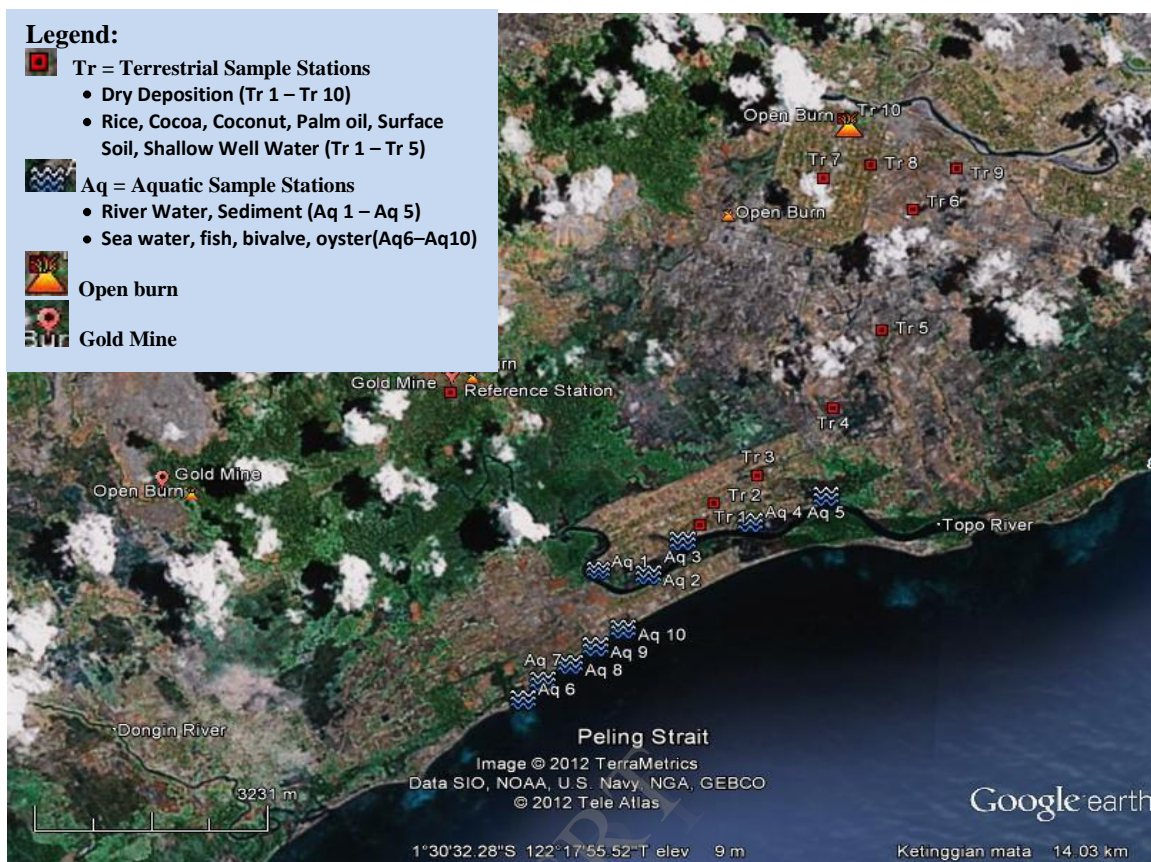 Legend:
Tr = Terrestrial Sample Stations
• Dry Deposition (Tr 1 – Tr 10)
• Rice, Cocoa, Coconut, Palm oil, Surface
Soil, Shallow Well Water (Tr 1 – Tr 5)
Aq = Aquatic Sample Stations
• River Water, Sediment (Aq 1 – Aq 5)
• Sea water, fish, bivalve, oyster(Aq6–Aq10)
Open burn
Gold Mine
Open Burn
Tr 10
Tr 7
Tr 8
Tr 9
Tr 6
Open Burn
Tr 5
Gold Mine
Reference Station
Tr 4
Gold Mine
Open Burn
Tr 3
Tr 2
Tr 1
Aq 4
Aq 5
Topo River
Aq 3
Aq 1
Aq 2
Aq 10
Aq 9
Aq 7
Aq 8
Aq 6
Dongin River
Peling Strait
Image © 2012 TerraMetrics
Data SIO, NOAA, U.S. Navy, NGA, GEBCO
© 2012 Tele Atlas
3231 m
Google earth
1°30'32.28"S 122°17'55.52"T elev 9 m
Ketinggian mata 14.03 km